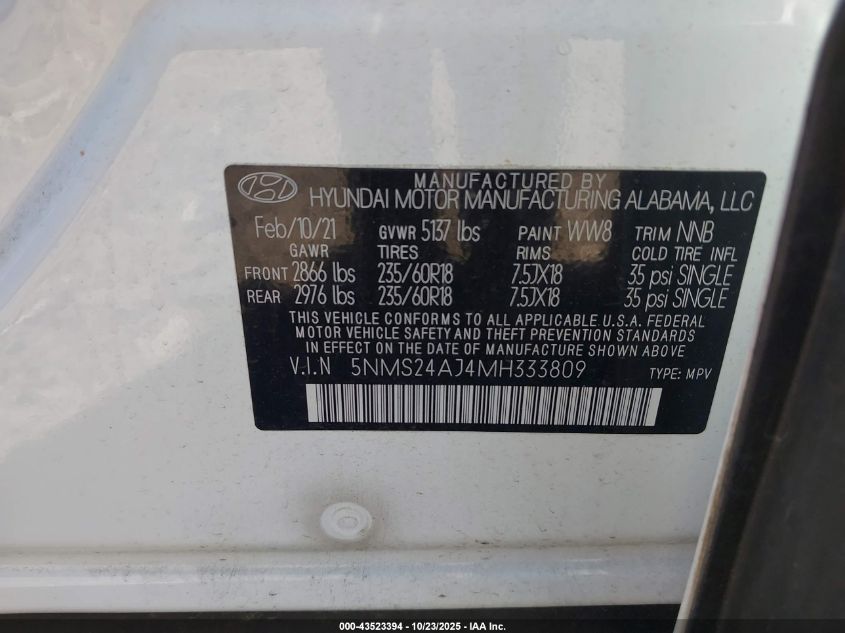 MANUFACTURED BY
HYUNDAI MOTOR MANUFACTURING ALABAMA, LLC
Feb/10/21 GVWR 5137 lbs PAINT WW8 TRIM NNB
GAWR TIRES RIMS COLD TIRE INFL
FRONT 2866 lbs 235/60R18 7.5JX18 35 psi SINGLE
REAR 2976 lbs 235/60R18 7.5JX18 35 psi SINGLE
THIS VEHICLE CONFORMS TO ALL APPLICABLE U.S.A. FEDERAL
MOTOR VEHICLE SAFETY AND THEFT PREVENTION STANDARDS
IN EFFECT ON THE DATE OF MANUFACTURE SHOWN ABOVE
V.I.N 5NMS24AJ4MH333809 TYPE: MPV
000-43523394 - 10/23/2025 - IAA Inc.